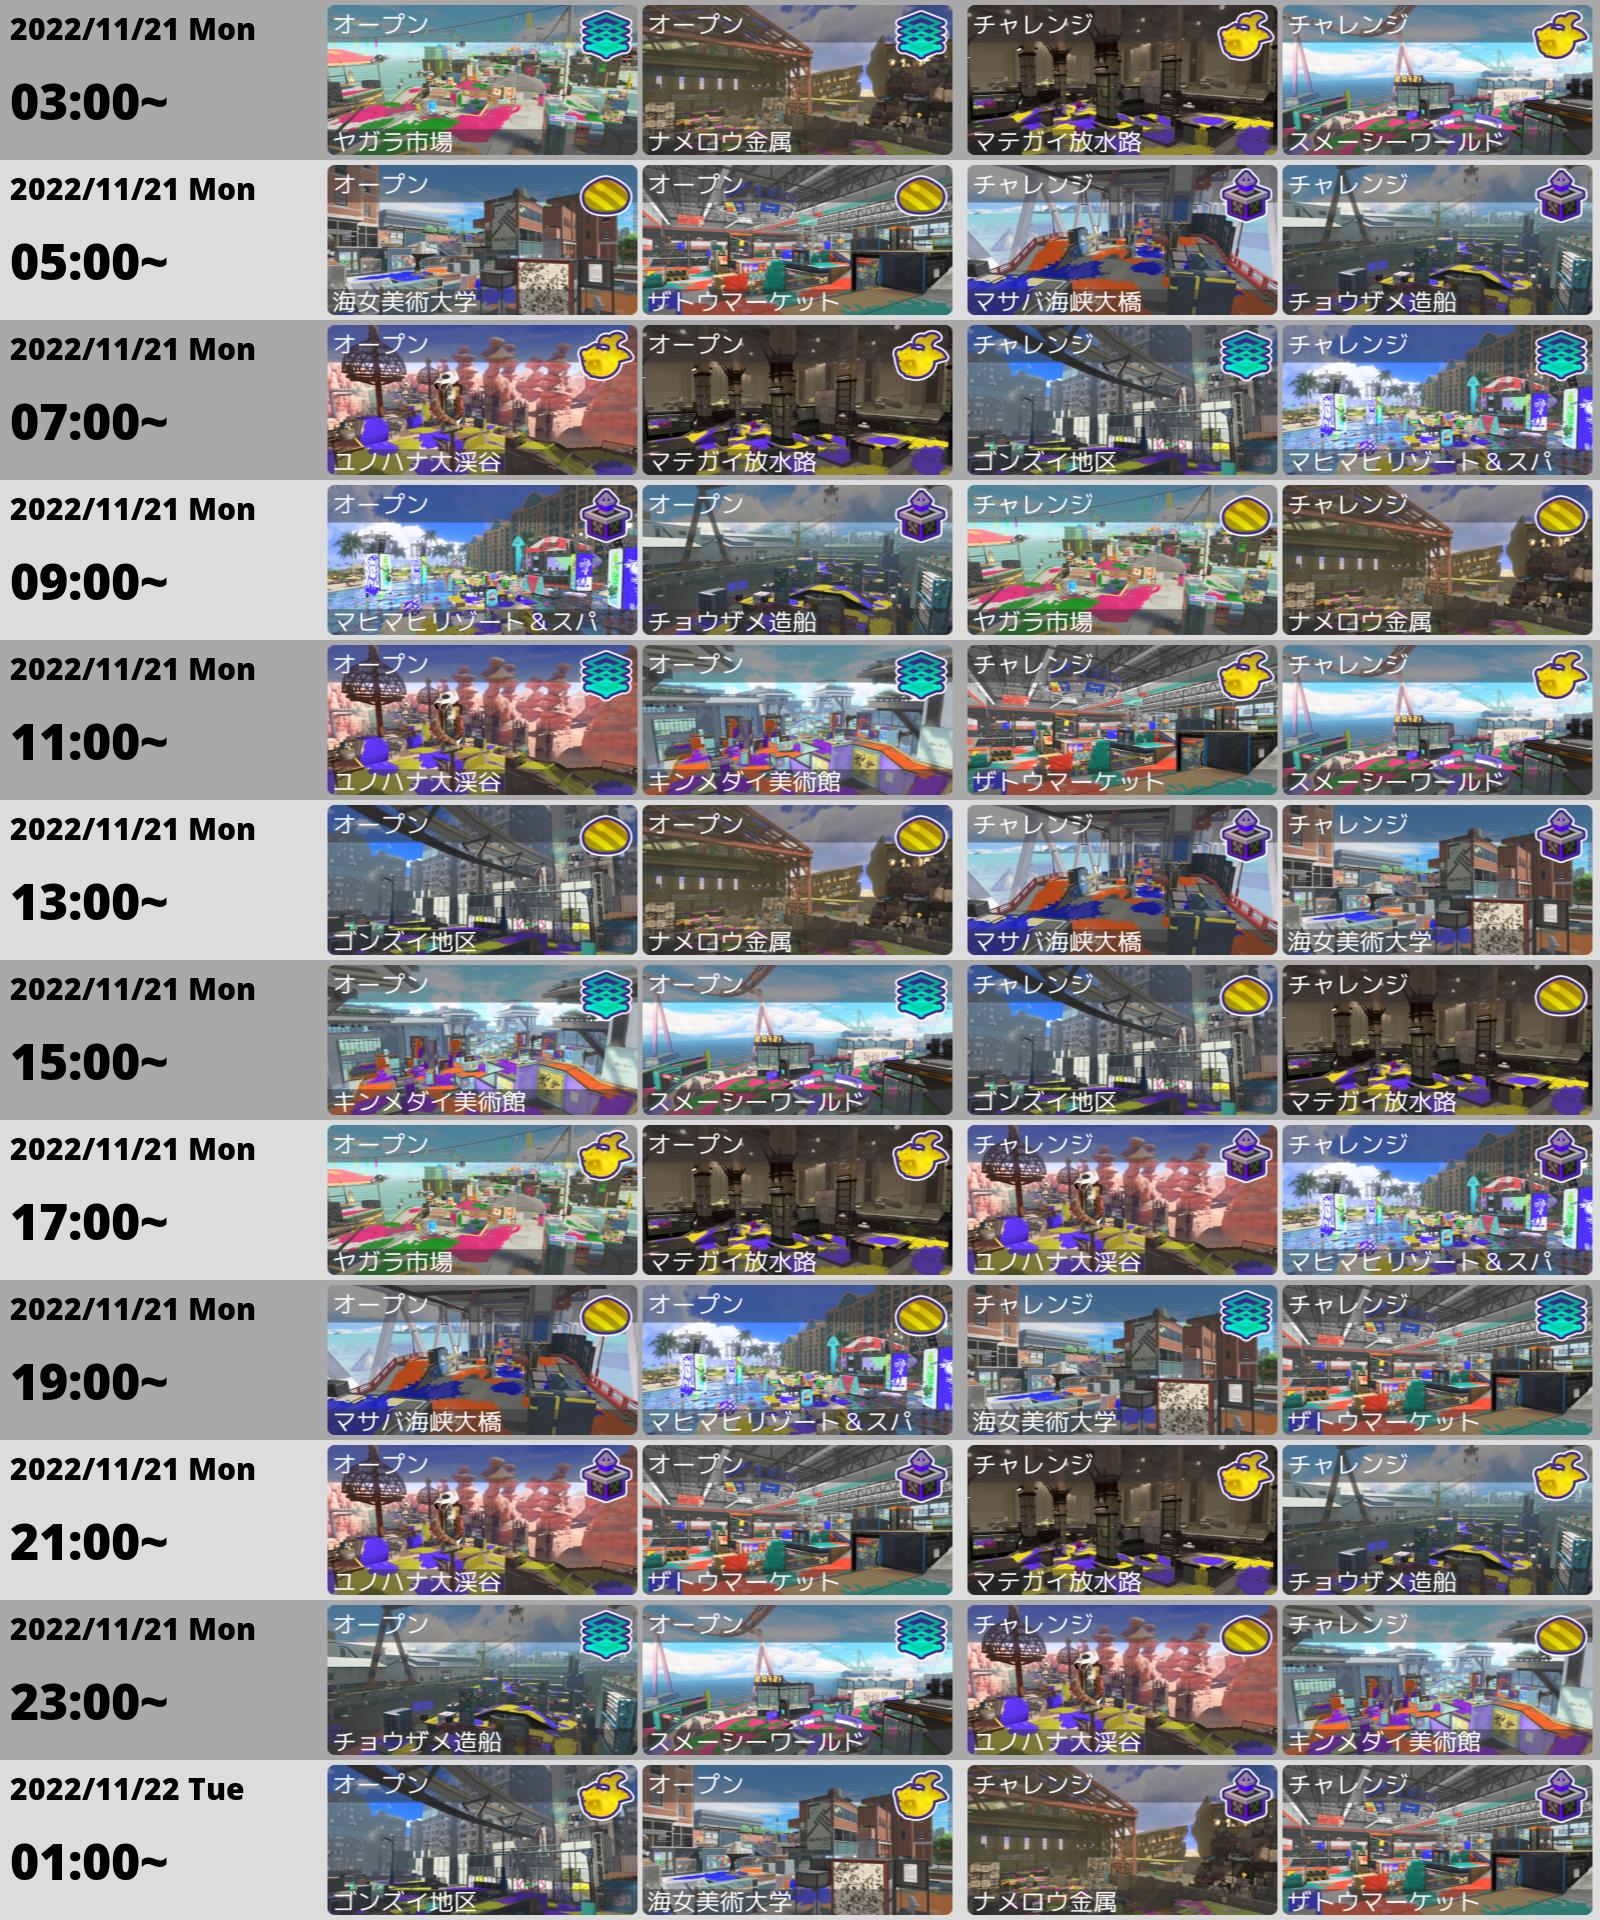 2022/11/21 Mon
03:00~
オープン オープン チャレンジ チャレンジ
ヤガラ市場 ナメロウ金属 マテガイ放水路 スメーシーワールド
2022/11/21 Mon
05:00~
オープン オープン チャレンジ チャレンジ
海女美術大学 ザトウマーケット マサバ海峡大橋 チョウザメ造船
2022/11/21 Mon
07:00~
オープン オープン チャレンジ チャレンジ
ユノハナ大渓谷 マテガイ放水路 ゴンズイ地区 マヒマヒリゾート＆スパ
2022/11/21 Mon
09:00~
オープン オープン チャレンジ チャレンジ
マヒマヒリゾート＆スパ チョウザメ造船 ヤガラ市場 ナメロウ金属
2022/11/21 Mon
11:00~
オープン オープン チャレンジ チャレンジ
ユノハナ大渓谷 キンメダイ美術館 ザトウマーケット スメーシーワールド
2022/11/21 Mon
13:00~
オープン オープン チャレンジ チャレンジ
ゴンズイ地区 ナメロウ金属 マサバ海峡大橋 海女美術大学
2022/11/21 Mon
15:00~
オープン オープン チャレンジ チャレンジ
キンメダイ美術館 スメーシーワールド ゴンズイ地区 マテガイ放水路
2022/11/21 Mon
17:00~
オープン オープン チャレンジ チャレンジ
ヤガラ市場 マテガイ放水路 ユノハナ大渓谷 マヒマヒリゾート＆スパ
2022/11/21 Mon
19:00~
オープン オープン チャレンジ チャレンジ
マサバ海峡大橋 マヒマヒリゾート＆スパ 海女美術大学 ザトウマーケット
2022/11/21 Mon
21:00~
オープン オープン チャレンジ チャレンジ
ユノハナ大渓谷 ザトウマーケット マテガイ放水路 チョウザメ造船
2022/11/21 Mon
23:00~
オープン オープン チャレンジ チャレンジ
チョウザメ造船 スメーシーワールド ユノハナ大渓谷 キンメダイ美術館
2022/11/22 Tue
01:00~
オープン オープン チャレンジ チャレンジ
ゴンズイ地区 海女美術大学 ナメロウ金属 ザトウマーケット